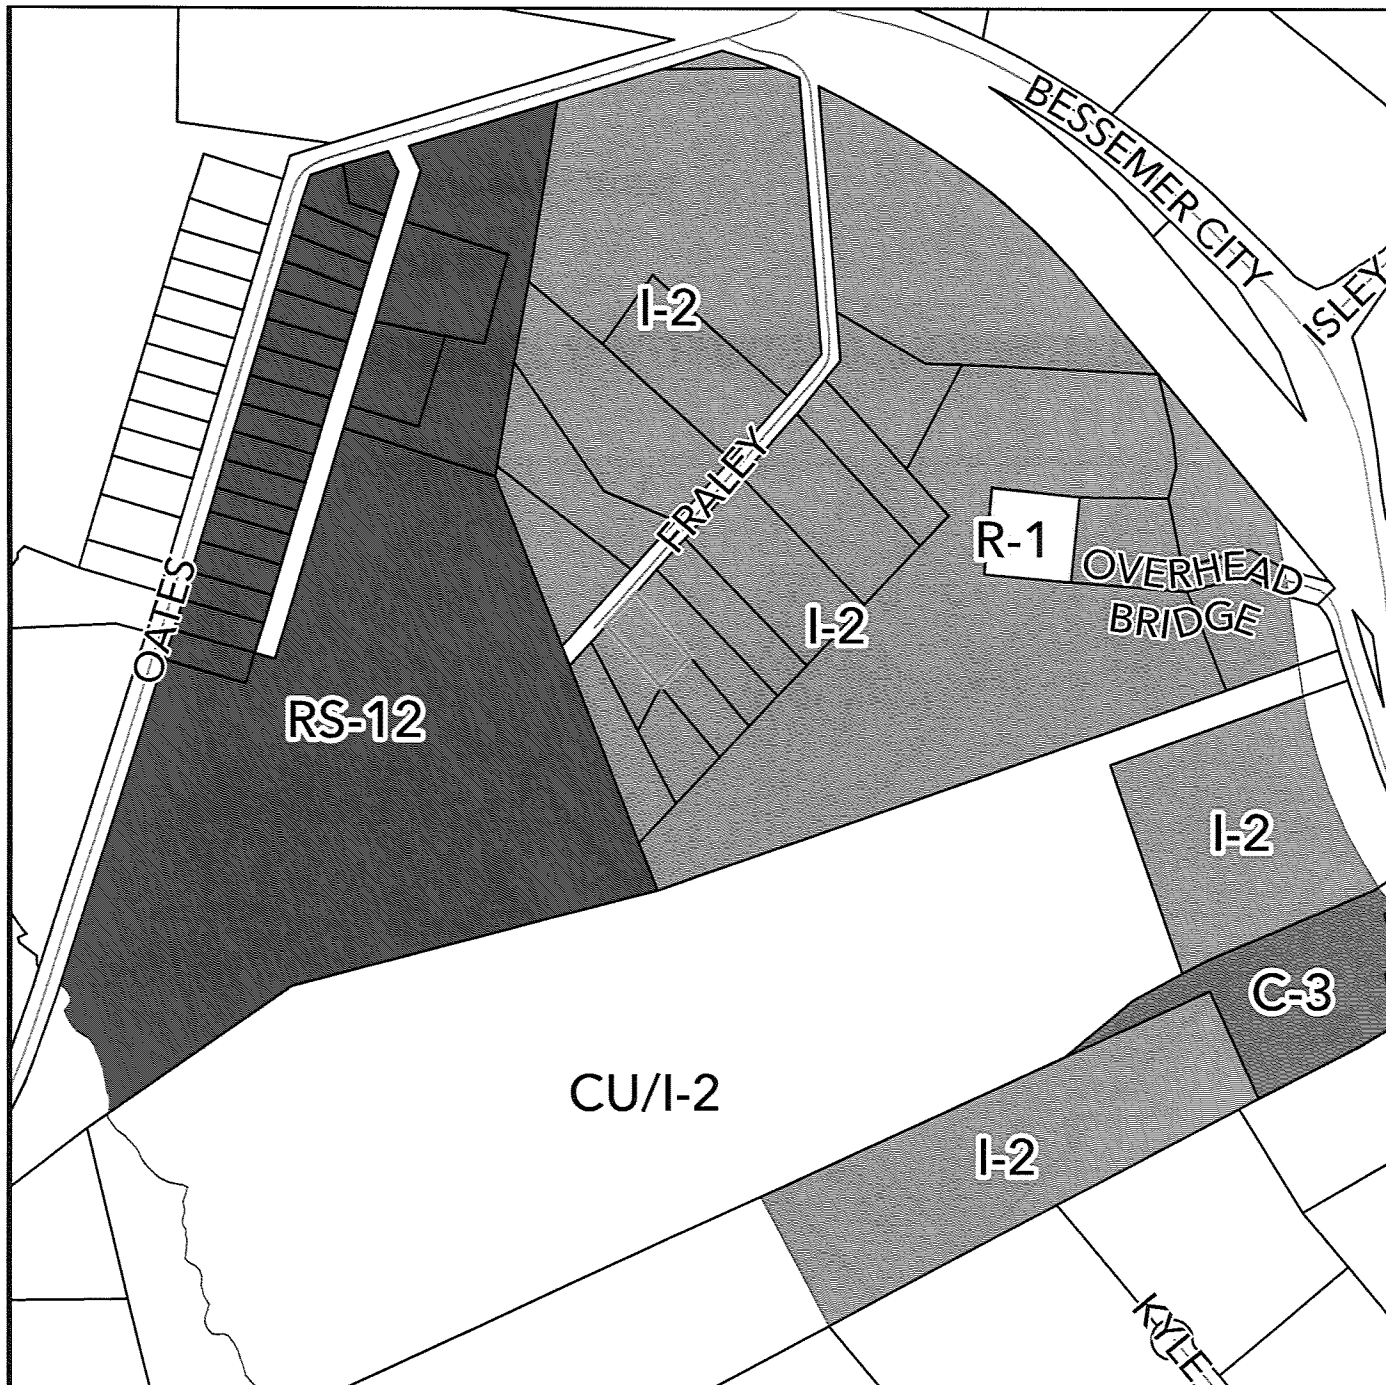 BESSEMER CITY
ISLEY
I-2
FRALEY
R-1
OVERHEAD
BRIDGE
OATES
I-2
RS-12
I-2
C-3
CU/I-2
I-2
KYLE